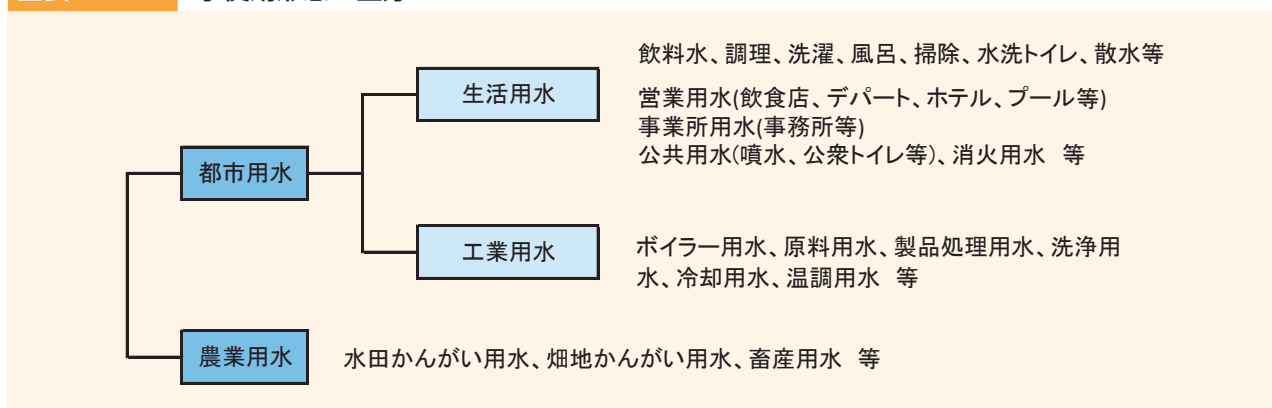 飲料水、調理、洗濯、風呂、掃除、水洗トイレ、散水等
生活用水
営業用水(飲食店、デパート、ホテル、プール等)
事業所用水(事務所等)
公共用水(噴水、公衆トイレ等)、消火用水 等
都市用水
工業用水
ボイラー用水、原料用水、製品処理用水、洗浄用
水、冷却用水、温調用水 等
農業用水
水田かんがい用水、畑地かんがい用水、畜産用水 等